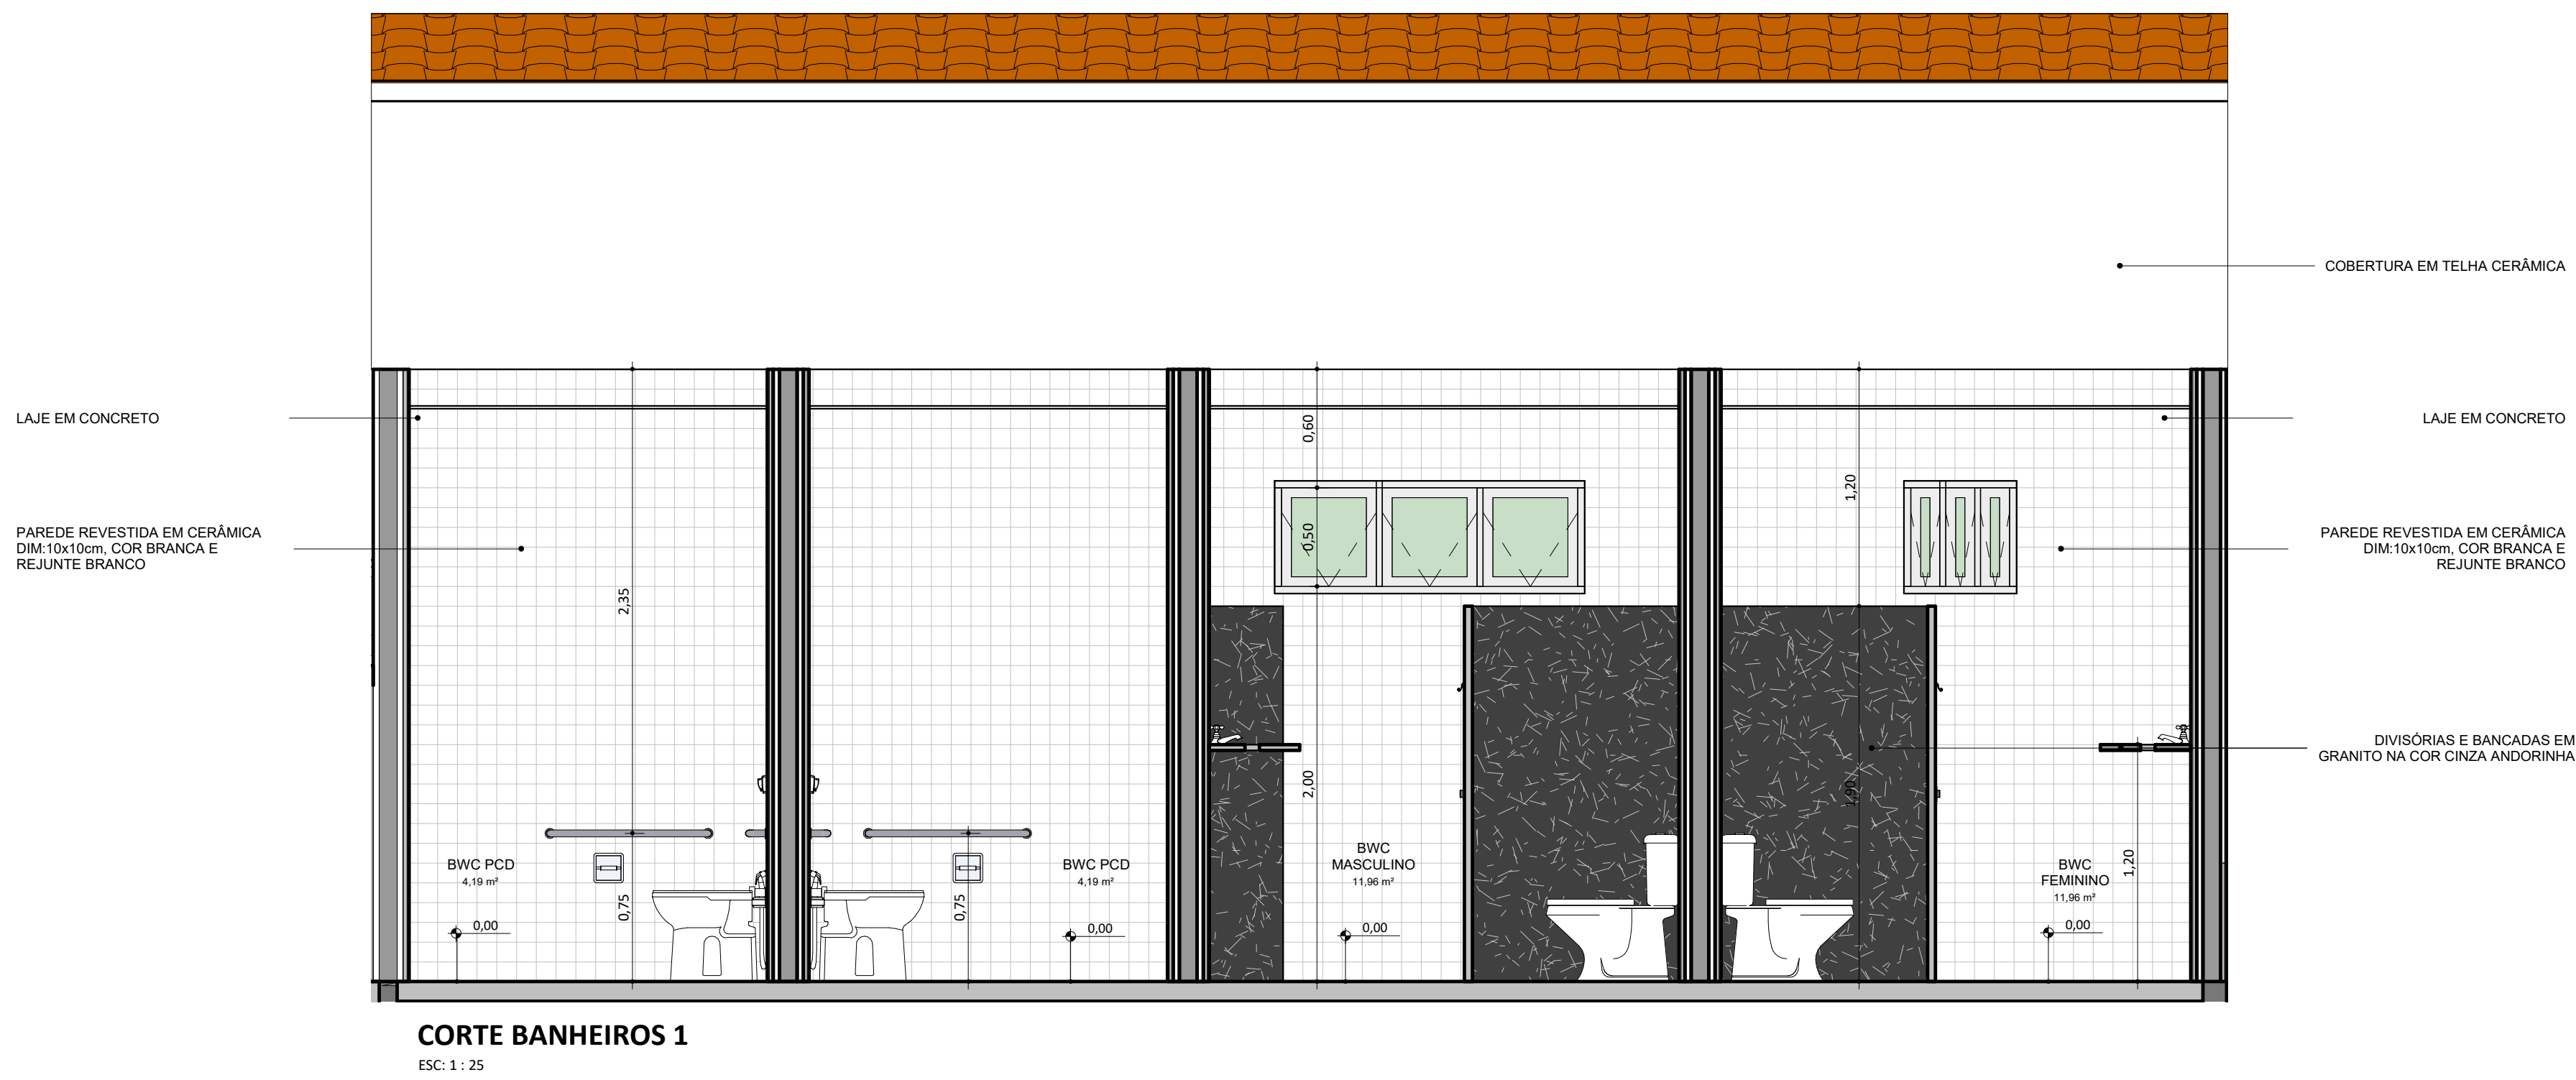 COBERTURA EM TELHA CERÂMICA
LAJE EM CONCRETO
LAJE EM CONCRETO
0,60
1,20
PAREDE REVESTIDA EM CERÂMICA
DIM:10x10cm, COR BRANCA E
REJUNTE BRANCO
0,50
PAREDE REVESTIDA EM CERÂMICA
DIM:10x10cm, COR BRANCA E
REJUNTE BRANCO
2,35
DIVISÓRIAS E BANCADAS EM
GRANITO NA COR CINZA ANDORINHA
2,00
1,90
BWC PCD
4,19 m²
0,00
0,75
0,75
BWC PCD
4,19 m²
0,00
BWC
MASCULINO
11,96 m²
0,00
BWC
FEMININO
11,96 m²
0,00
1,20
CORTE BANHEIROS 1
ESC: 1 : 25